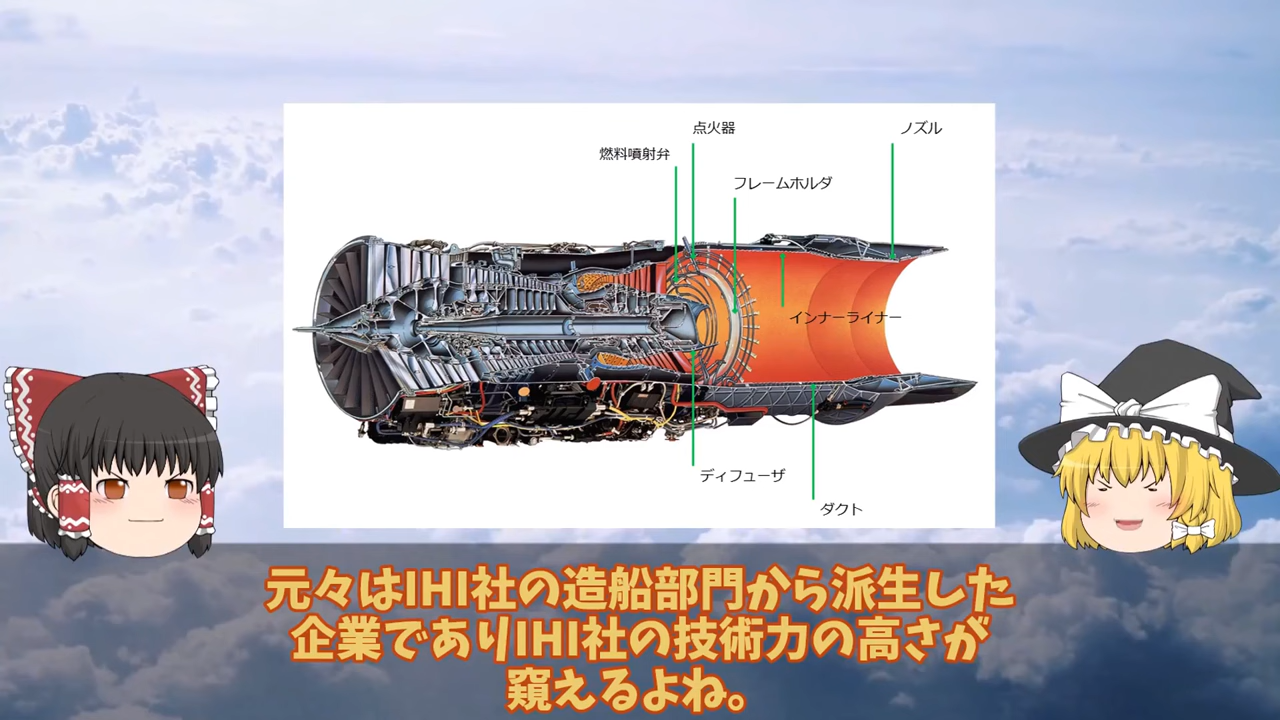 点火器
ノズル
燃料噴射弁
フレームホルダ
インナーライナー
ディフューザ
ダクト
元々はIHI社の造船部門から派生した
企業でありIHI社の技術力の高さが
窺えるよね。